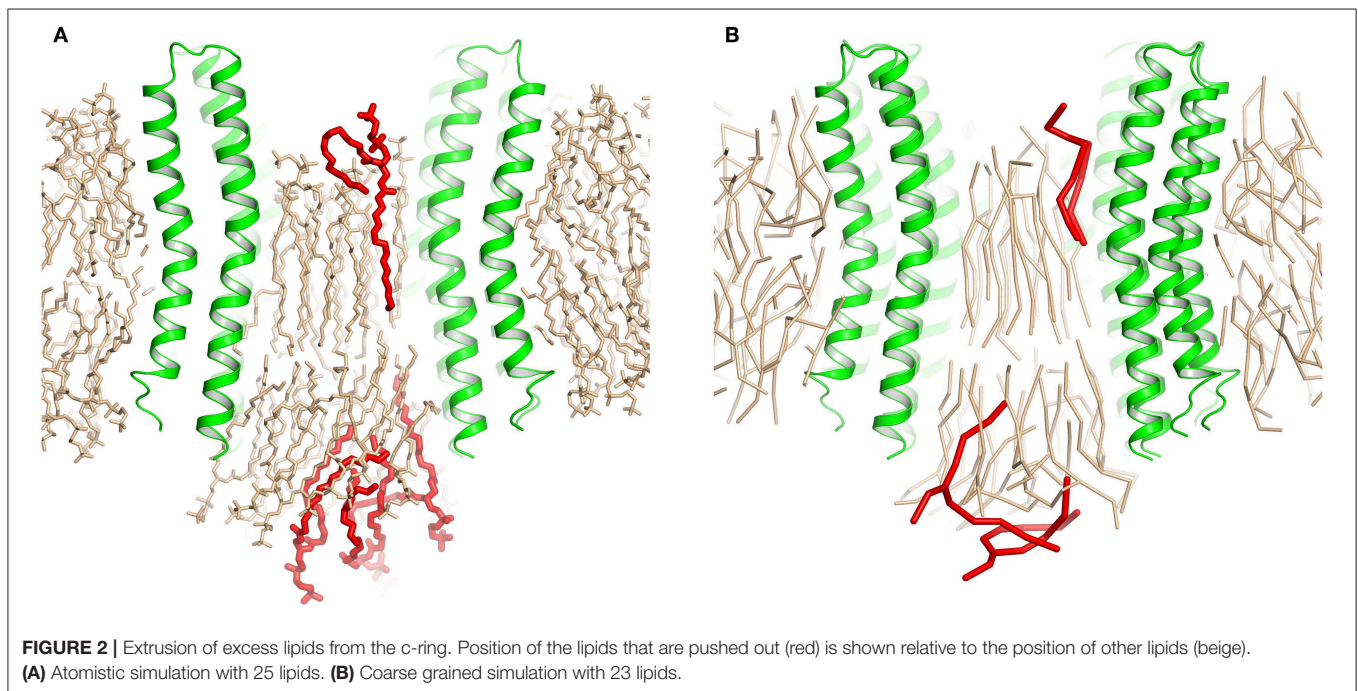 A
B
FIGURE 2 | Extrusion of excess lipids from the c-ring. Position of the lipids that are pushed out (red) is shown relative to the position of other lipids (beige).
(A) Atomistic simulation with 25 lipids. (B) Coarse grained simulation with 23 lipids.